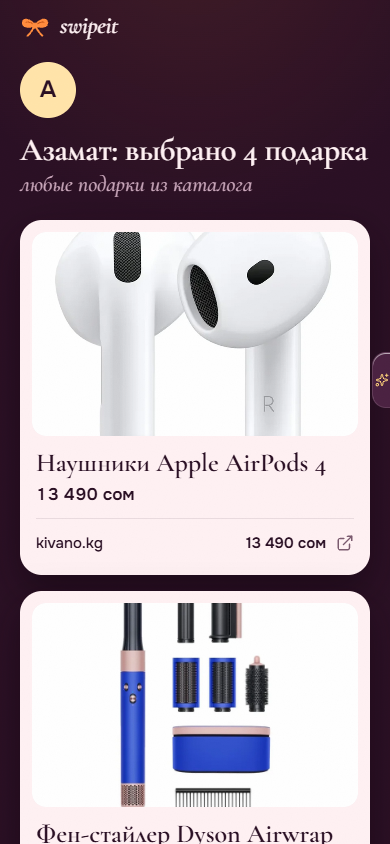 swipeit
A
Азамат: выбрано 4 подарка
любые подарки из каталога
R
Наушники Apple AirPods 4
13 490 сом
kivano.kg
13 490 сом
Фен-стайлер Dyson Airwrap